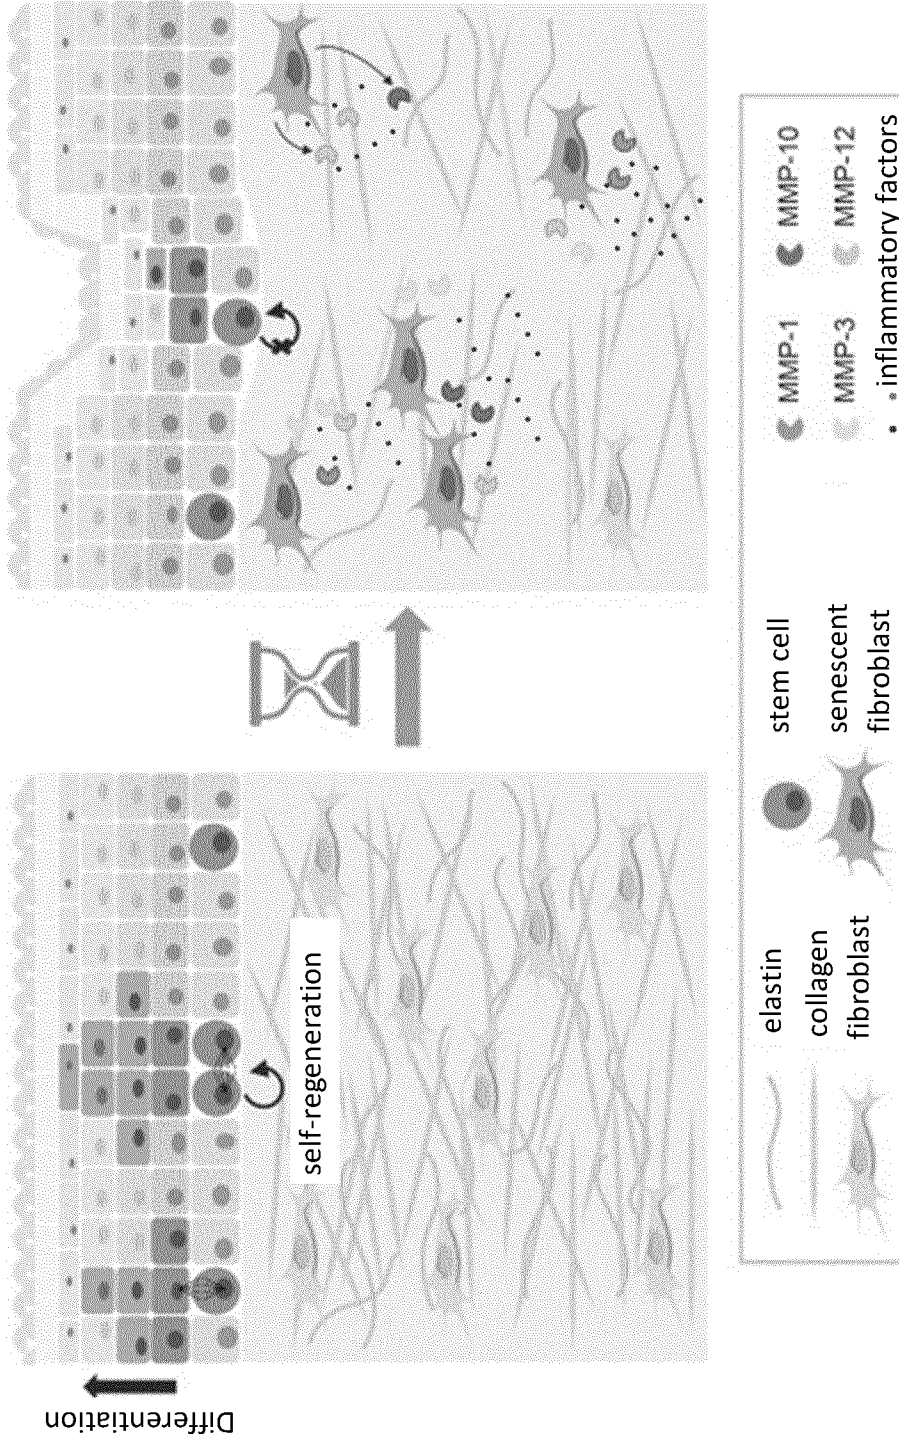 Differentiation
self-regeneration
elastin
collagen
fibroblast
stem cell
senescent
fibroblast
MMP-1
MMP-10
MMP-3
MMP-12
inflammatory factors